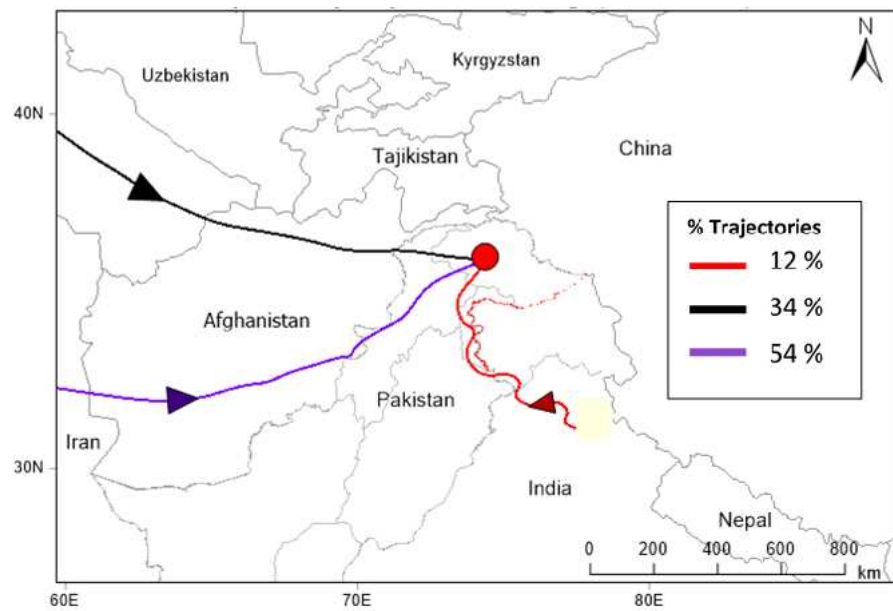 N
Uzbekistan
Kyrgyzstan
40N
Tajikistan
China
% Trajectories
12 %
34 %
54 %
Afghanistan
Pakistan
Iran
30N
India
Nepal
0 200 400 600 800
km
60E 70E 80E